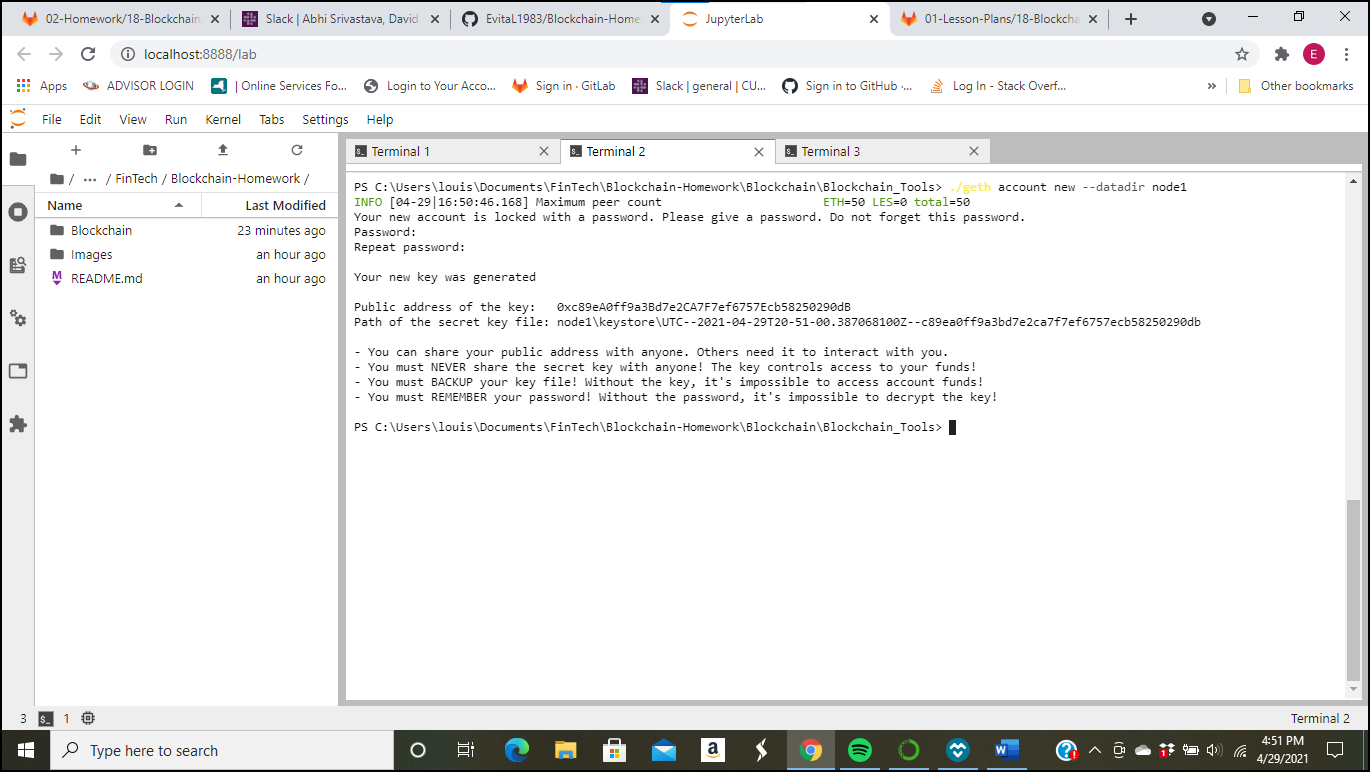 02-Homework/18-Blockchain
Slack | Abhi Srivastava, David
EvitaL1983/Blockchain-Home
JupyterLab
01-Lesson-Plans/18-Blockcha
localhost:8888/lab
E
Apps
ADVISOR LOGIN
| Online Services Fo...
Login to Your Acco...
Sign in · GitLab
Slack | general | CU...
Sign in to GitHub ·...
Log In - Stack Overf...
»
Other bookmarks
File Edit View Run Kernel Tabs Settings Help
Terminal 1
Terminal 2
Terminal 3
/ ... / FinTech / Blockchain-Homework /
Name Last Modified
Blockchain 23 minutes ago
Images an hour ago
README.md an hour ago
PS C:\Users\louis\Documents\FinTech\Blockchain-Homework\Blockchain\Blockchain_Tools> ./geth account new --datadir node1
INFO [04-29|16:50:46.168] Maximum peer count ETH=50 LES=0 total=50
Your new account is locked with a password. Please give a password. Do not forget this password.
Password:
Repeat password:
Your new key was generated
Public address of the key: 0xc89eA0ff9a3Bd7e2CA7F7ef6757Ecb58250290dB
Path of the secret key file: node1\keystore\UTC--2021-04-29T20-51-00.387068100Z--c89ea0ff9a3bd7e2ca7f7ef6757ecb58250290db
- You can share your public address with anyone. Others need it to interact with you.
- You must NEVER share the secret key with anyone! The key controls access to your funds!
- You must BACKUP your key file! Without the key, it's impossible to access account funds!
- You must REMEMBER your password! Without the password, it's impossible to decrypt the key!
PS C:\Users\louis\Documents\FinTech\Blockchain-Homework\Blockchain\Blockchain_Tools>
3 1
Terminal 2
Type here to search
4:51 PM
4/29/2021